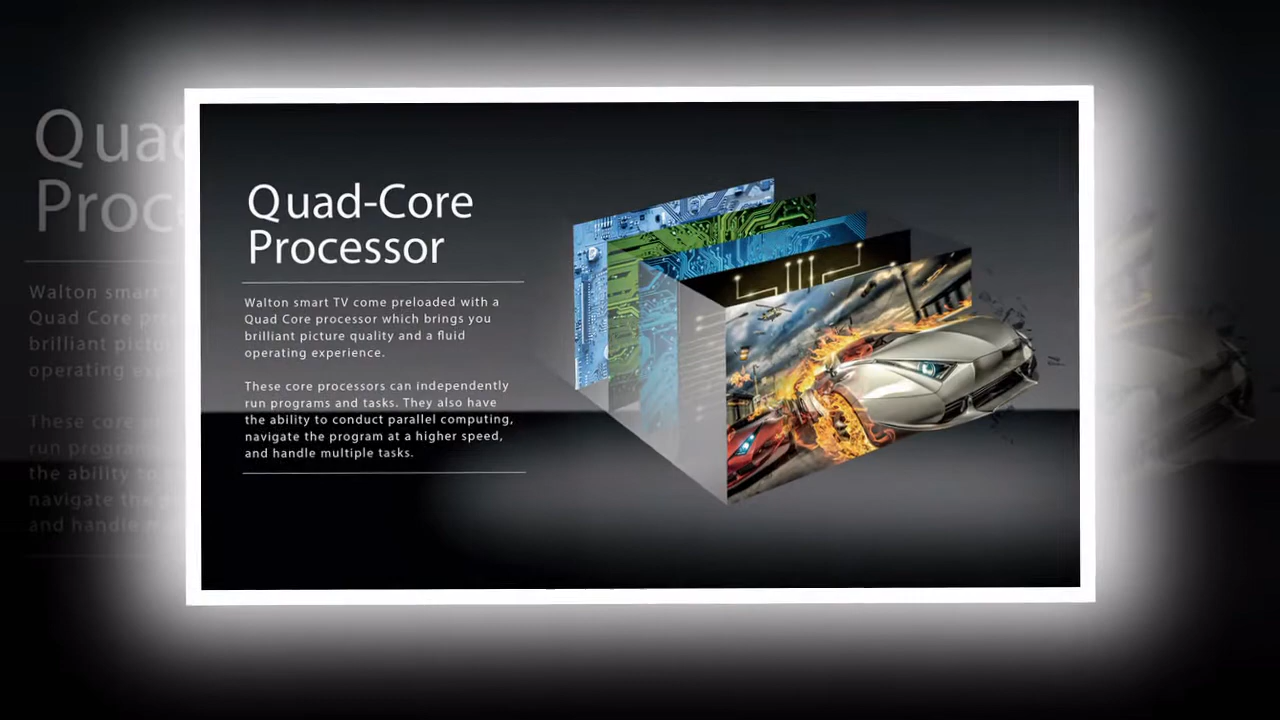 Quad-Core
Processor
Walton smart TV come preloaded with a
Quad Core processor which brings you
brilliant picture quality and a fluid
operating experience.
These core processors can independently
run programs and tasks. They also have
the ability to conduct parallel computing,
navigate the program at a higher speed,
and handle multiple tasks.